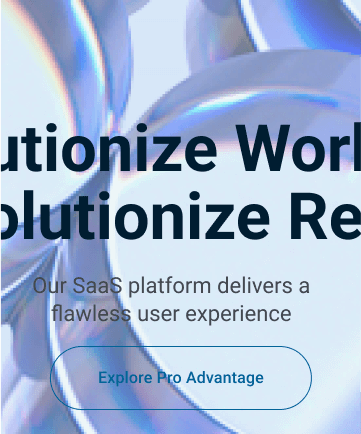 utionize Worl
olutionize Re
Our SaaS platform delivers a
flawless user experience
Explore Pro Advantage